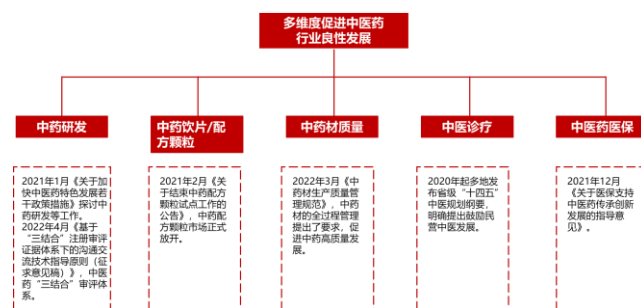 多维度促进中医药
行业良性发展
中药研发
中药饮片/配
方颗粒
中药材质量
中医诊疗
中医药医保
2021年1月《关于加
快中医药特色发展若
干政策措施》探讨中
药研发等工作。
2022年4月《基于
“三结合”注册审评
证据体系下的沟通交
流技术指导原则（征
求意见稿）》，中医
药“三结合”审评体
系。
2021年2月《关
于结束中药配方
颗粒试点工作的
公告》，中药配
方颗粒市场正式
放开。
2022年3月《中
药材生产质量管
理规范》，中药
材的全过程管理
提出了要求，促
进中药高质量发
展。
2020年起多地发
布省级“十四五”
中医规划纲要，
明确提出鼓励民
营中医发展。
2021年12月
《关于医保支持
中医药传承创新
发展的指导意
见》。